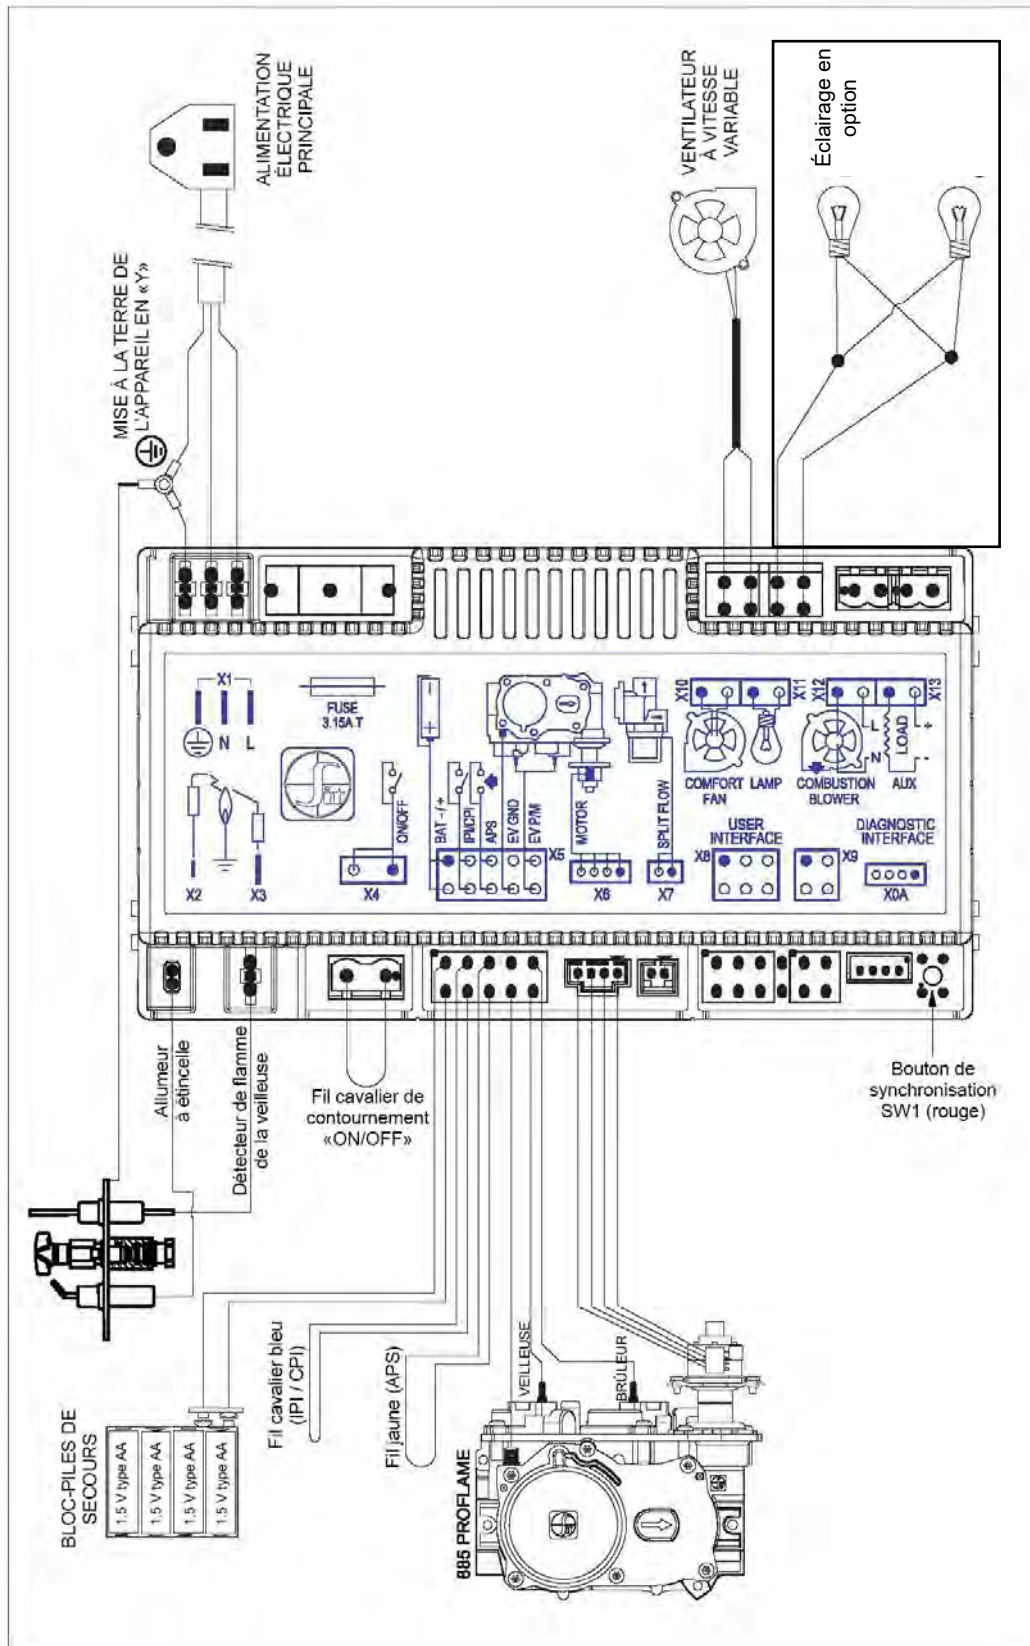 ALIMENTATION
ÉLECTRIQUE
PRINCIPALE
MISE À LA TERRE DE
L'APPAREIL EN «Y»
VENTILATEUR
À VITESSE
VARIABLE
Éclairage en
option
X1
N
L
X2
X3
FUSE
3.15A T
ON/OFF
X4
BAT -/+
IPI/CPI
APS
EV GND
EV P/M
X5
MOTOR
X6
SPLIT FLOW
X7
X10
X11
COMFORT
FAN
LAMP
X12
X13
L
N
LOAD
+
-
COMBUSTION
BLOWER
AUX
USER
INTERFACE
X8
X9
DIAGNOSTIC
INTERFACE
X0A
Allumeur
à étincelle
Détecteur de flamme
de la veilleuse
Fil cavalier de
contournement
«ON/OFF»
Bouton de
synchronisation
SW1 (rouge)
BLOC-PILES DE
SECOURS
1.5 V type AA
1.5 V type AA
1.5 V type AA
1.5 V type AA
Fil cavalier bleu
(IPI / CPI)
Fil jaune (APS)
VEILLEUSE
BRÛLEUR
885 PROFLAME